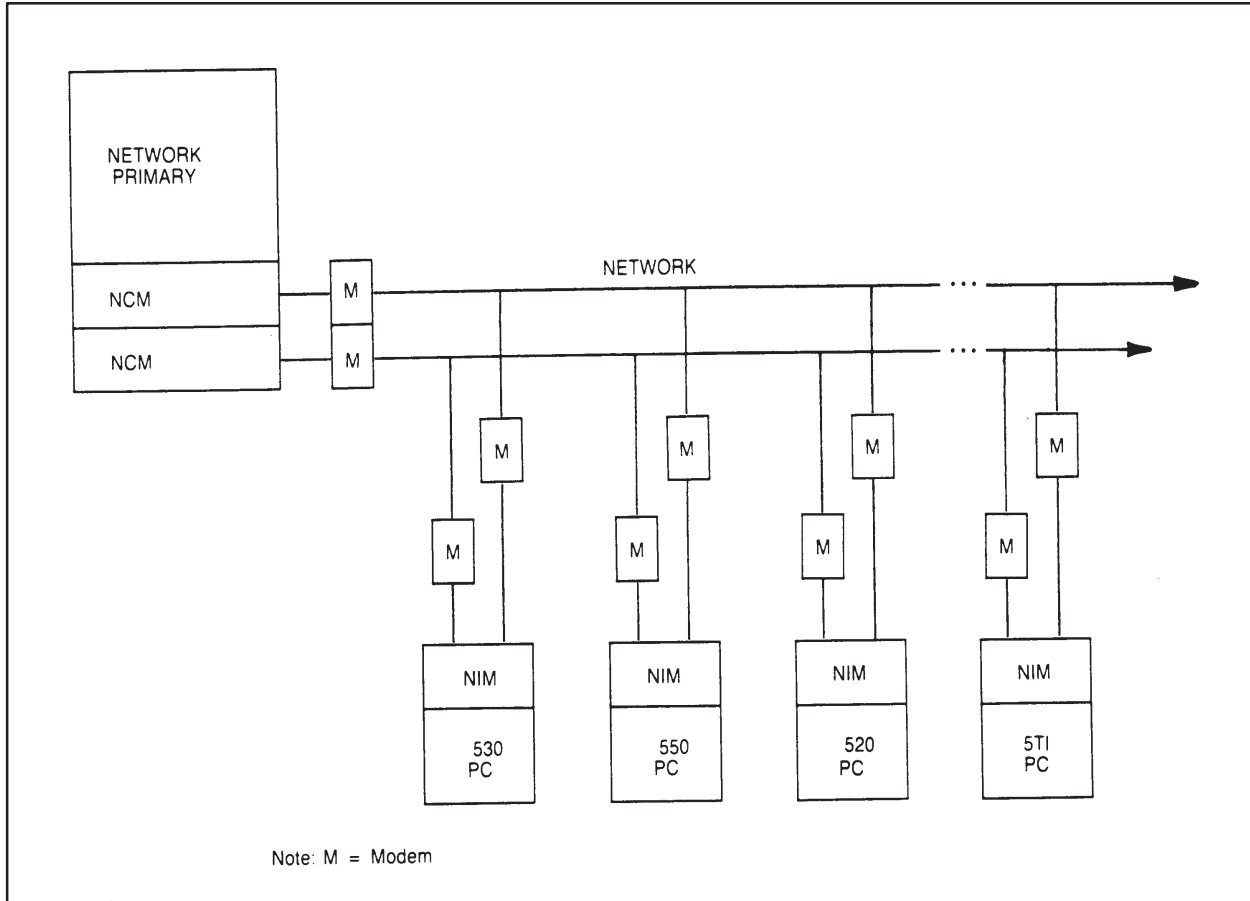 NETWORK
PRIMARY
NCM
NCM
M
M
NETWORK
...
...
M
M
M
M
M
M
M
M
NIM
NIM
NIM
NIM
530
PC
550
PC
520
PC
5TI
PC
Note: M = Modem